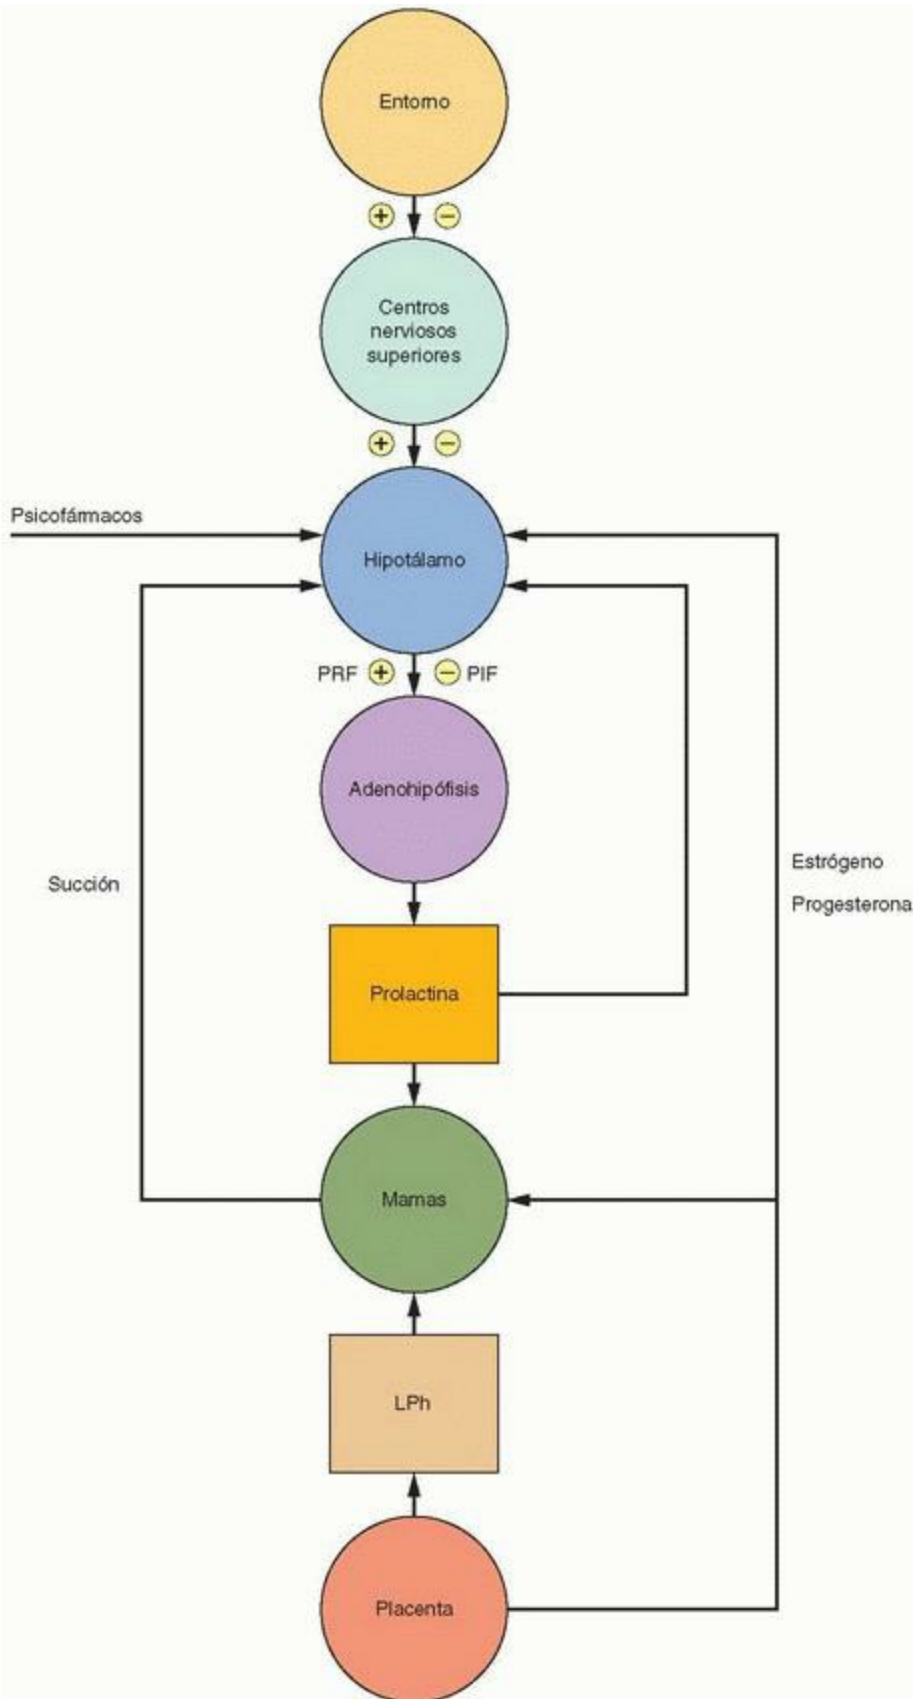 Entorno
+
−
Centros
nerviosos
superiores
+
−
Psicofármacos
Hipotálamo
PRF + − PIF
Adenohipófisis
Succión
Estrógeno
Progesterona
Prolactina
Mamas
LPh
Placenta